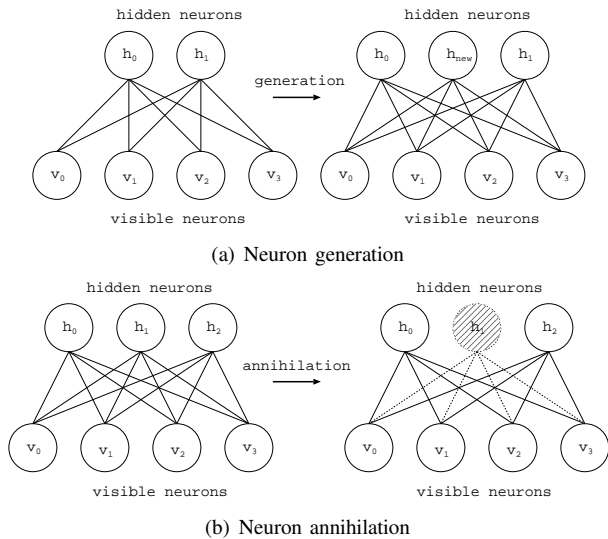 hidden neurons hidden neurons
h0 h1 h0 hnew h1
generation
v0 v1 v2 v3 v0 v1 v2 v3
visible neurons visible neurons
(a) Neuron generation
hidden neurons hidden neurons
h0 h1 h2 h0 h1 h2
annihilation
v0 v1 v2 v3 v0 v1 v2 v3
visible neurons visible neurons
(b) Neuron annihilation